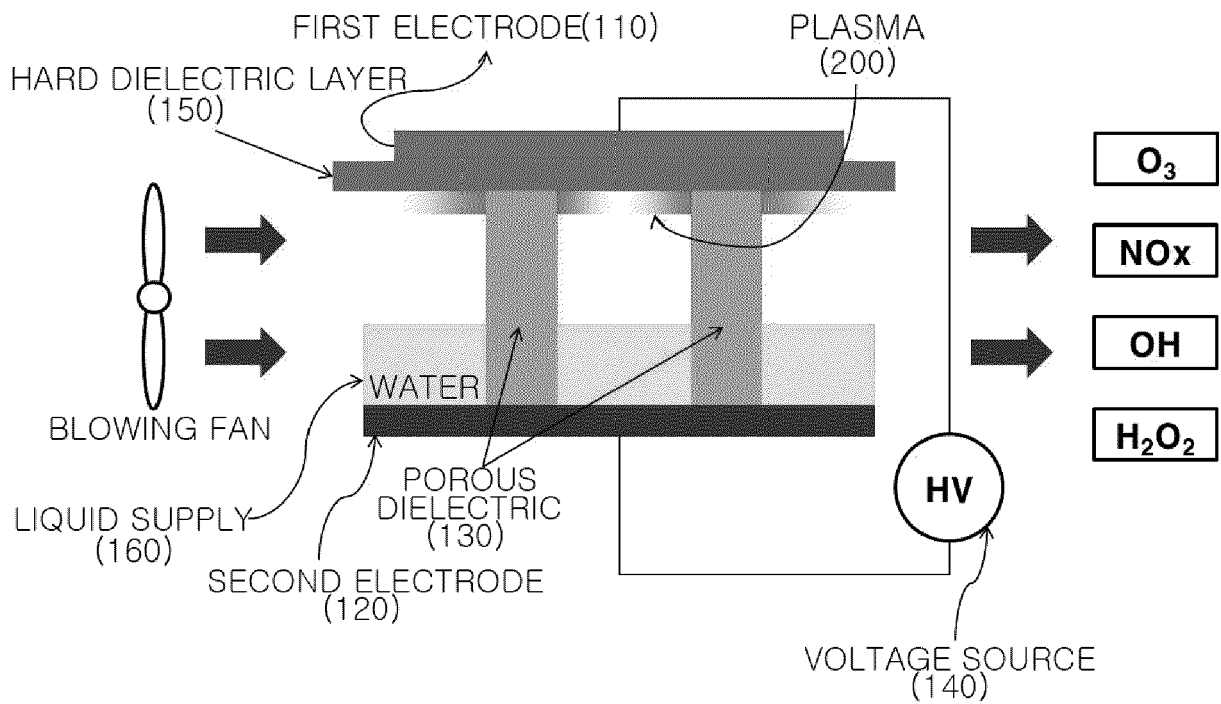 FIRST ELECTRODE(110)
PLASMA
(200)
HARD DIELECTRIC LAYER
(150)
O₃
NOx
OH
H₂O₂
WATER
BLOWING FAN
HV
POROUS
DIELECTRIC
(130)
LIQUID SUPPLY
(160)
SECOND ELECTRODE
(120)
VOLTAGE SOURCE
(140)